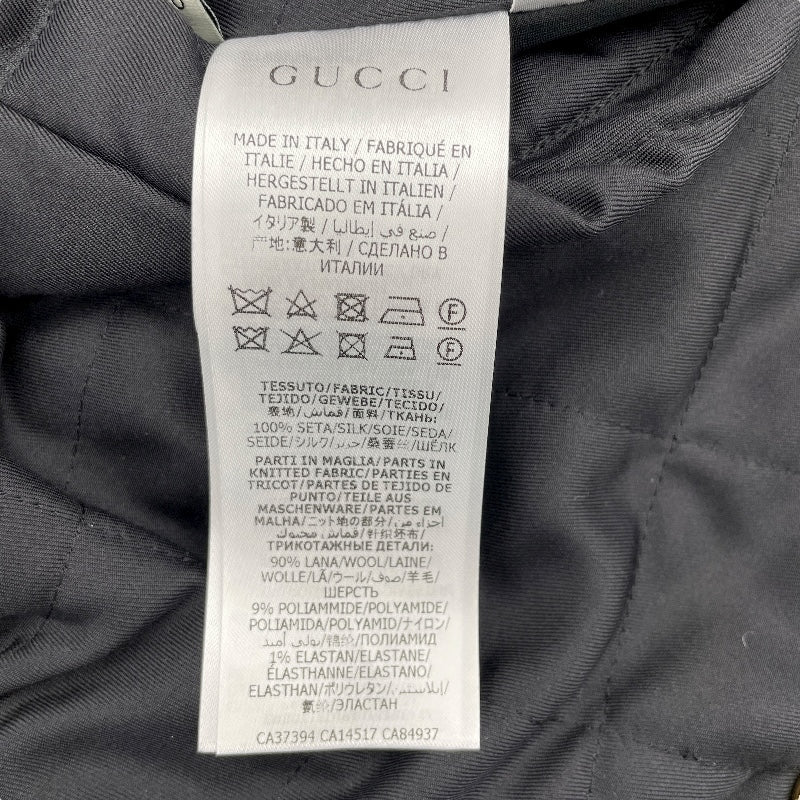 GUCCI
MADE IN ITALY / FABRIQUÉ EN
ITALIE / HECHO EN ITALIA /
HERGESTELLT IN ITALIEN /
FABRICADO EM ITÁLIA /
イタリア製 / صنع في إيطاليا /
产地:意大利 / СДЕЛАНО В
ИТАЛИИ
F
F
TESSUTO/FABRIC/TISSU/
TEJIDO/GEWEBE/TECIDO/
表地/قماش/面料/ТКАНЬ:
100% SETA/SILK/SOIE/SEDA/
SEIDE/シルク/حرير/桑蚕丝/ШЁЛК
PARTI IN MAGLIA/PARTS IN
KNITTED FABRIC/PARTIES EN
TRICOT/PARTES DE TEJIDO DE
PUNTO/TEILE AUS
MASCHENWARE/PARTES EM
MALHA/ニット地の部分/أجزاء من
قماش محبوك/针织坯布/
ТРИКОТАЖНЫЕ ДЕТАЛИ:
90% LANA/WOOL/LAINE/
WOLLE/LÃ/ウール/صوف/羊毛/
ШЕРСТЬ
9% POLIAMMIDE/POLYAMIDE/
POLIAMIDA/POLYAMID/ナイロン/
بولي أميد/锦纶/ПОЛИАМИД
1% ELASTAN/ELASTANE/
ÉLASTHANNE/ELASTANO/
ELASTHAN/ポリウレタン/إيلاستين/
氨纶/ЭЛАСТАН
CA37394 CA14517 CA84937